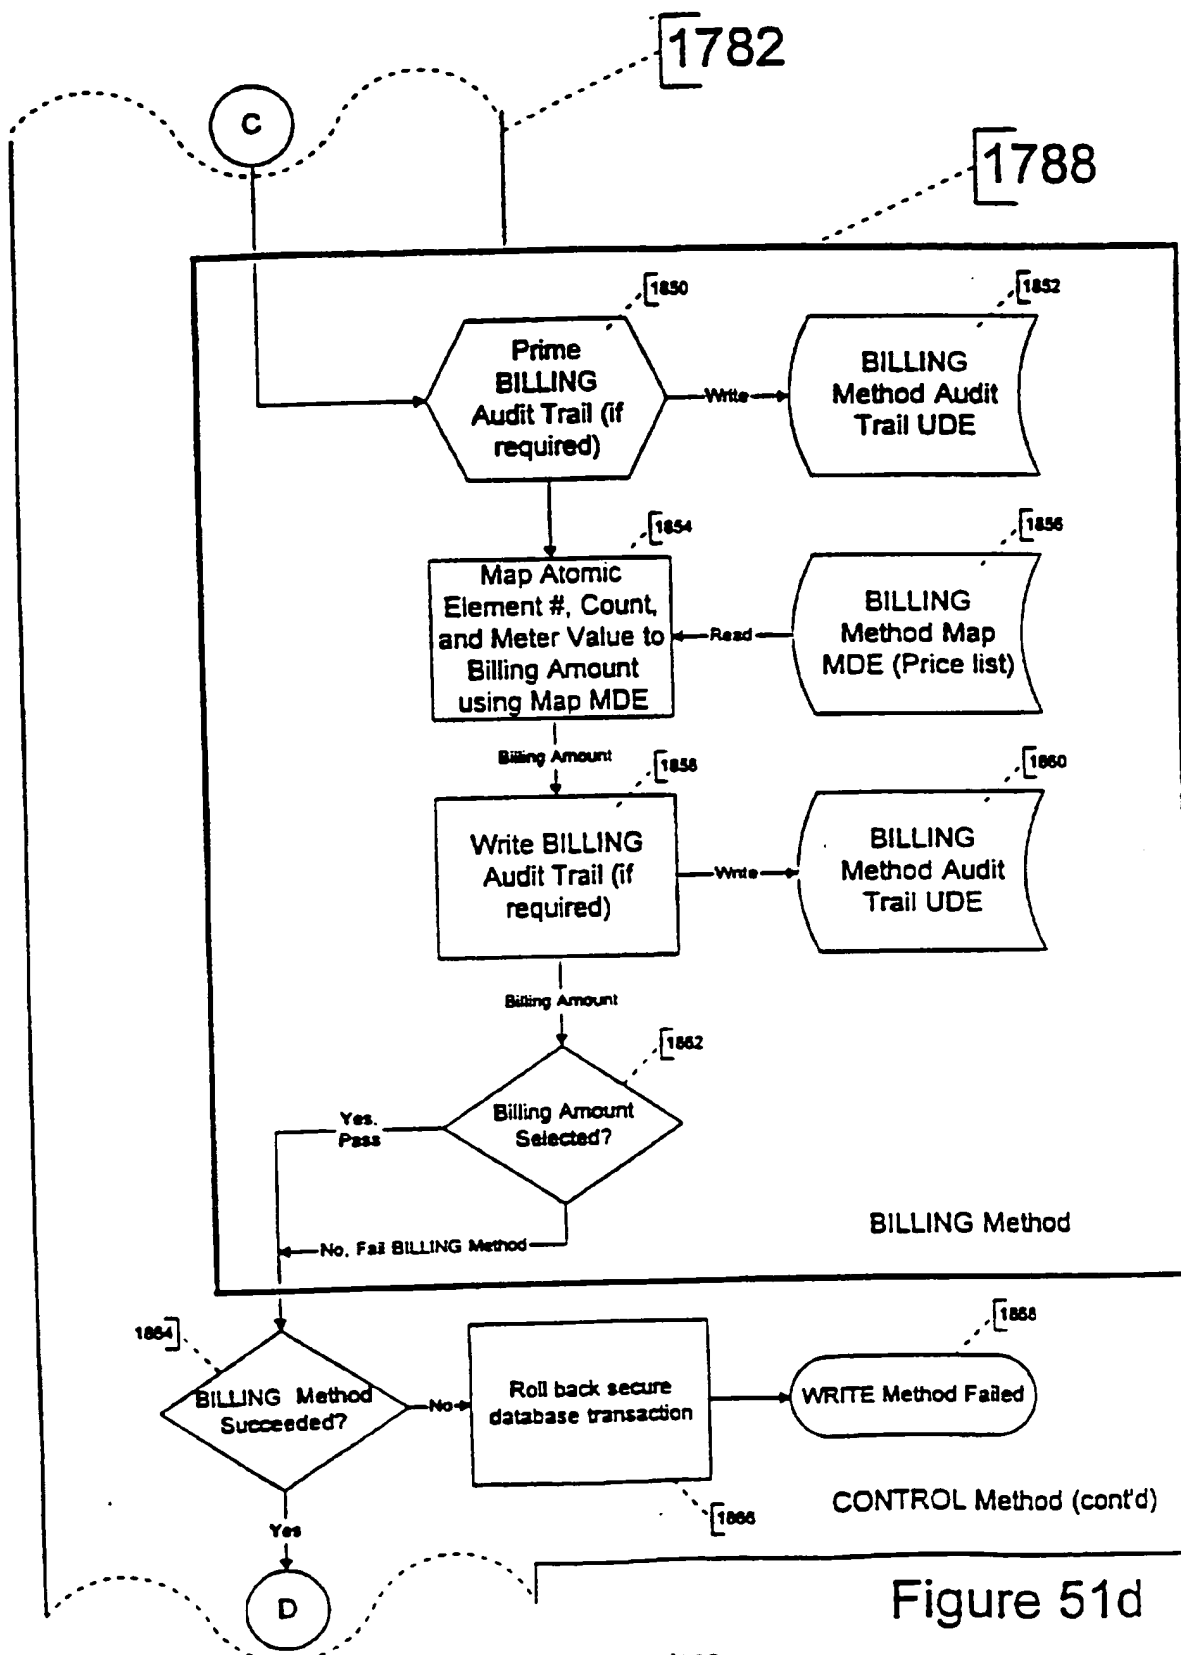 1782
C
1788
1850
1852
Prime
BILLING
Audit Trail (if
required)
Write
BILLING
Method Audit
Trail UDE
1854
1856
Map Atomic
Element #, Count,
and Meter Value to
Billing Amount
using Map MDE
Read
BILLING
Method Map
MDE (Price list)
Billing Amount
1858
1860
Write BILLING
Audit Trail (if
required)
Write
BILLING
Method Audit
Trail UDE
Billing Amount
1862
Billing Amount
Selected?
Yes.
Pass
No, Fail BILLING Method
BILLING Method
1864
1868
BILLING Method
Succeeded?
No
Roll back secure
database transaction
WRITE Method Failed
1866
CONTROL Method (cont'd)
Yes
D
Figure 51d